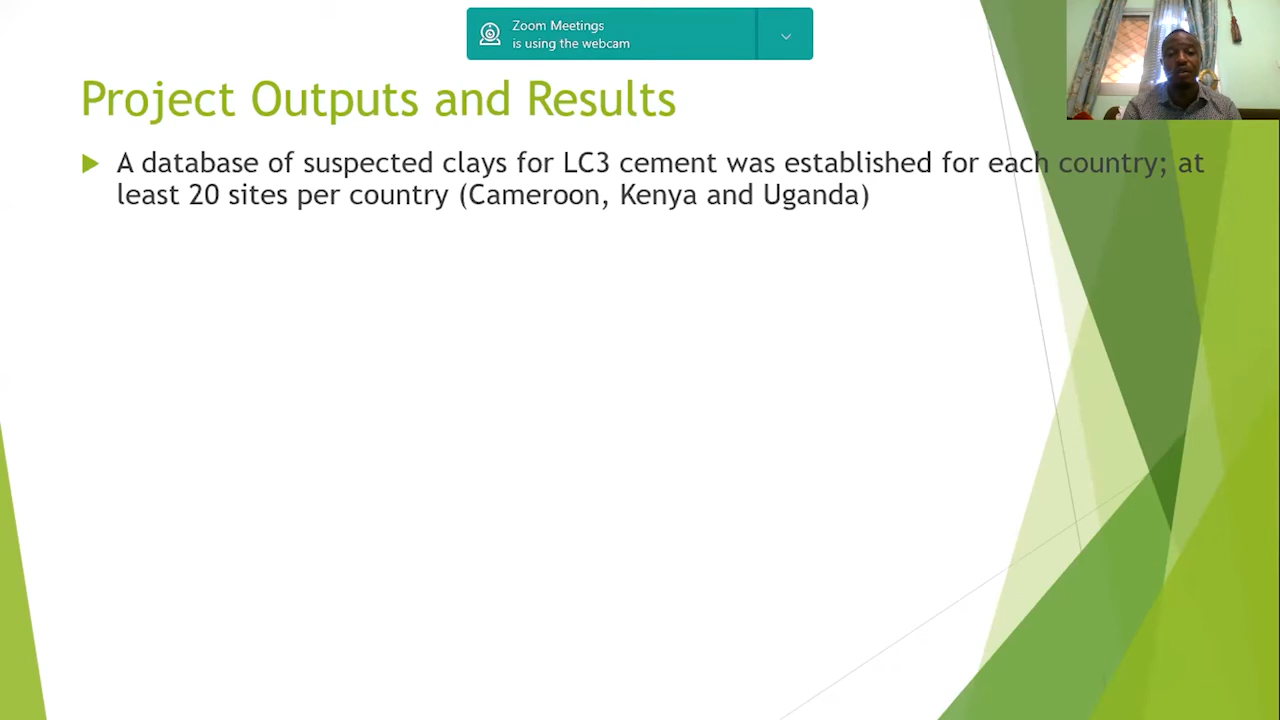 Zoom Meetings
is using the webcam
Project Outputs and Results
A database of suspected clays for LC3 cement was established for each country; at
least 20 sites per country (Cameroon, Kenya and Uganda)